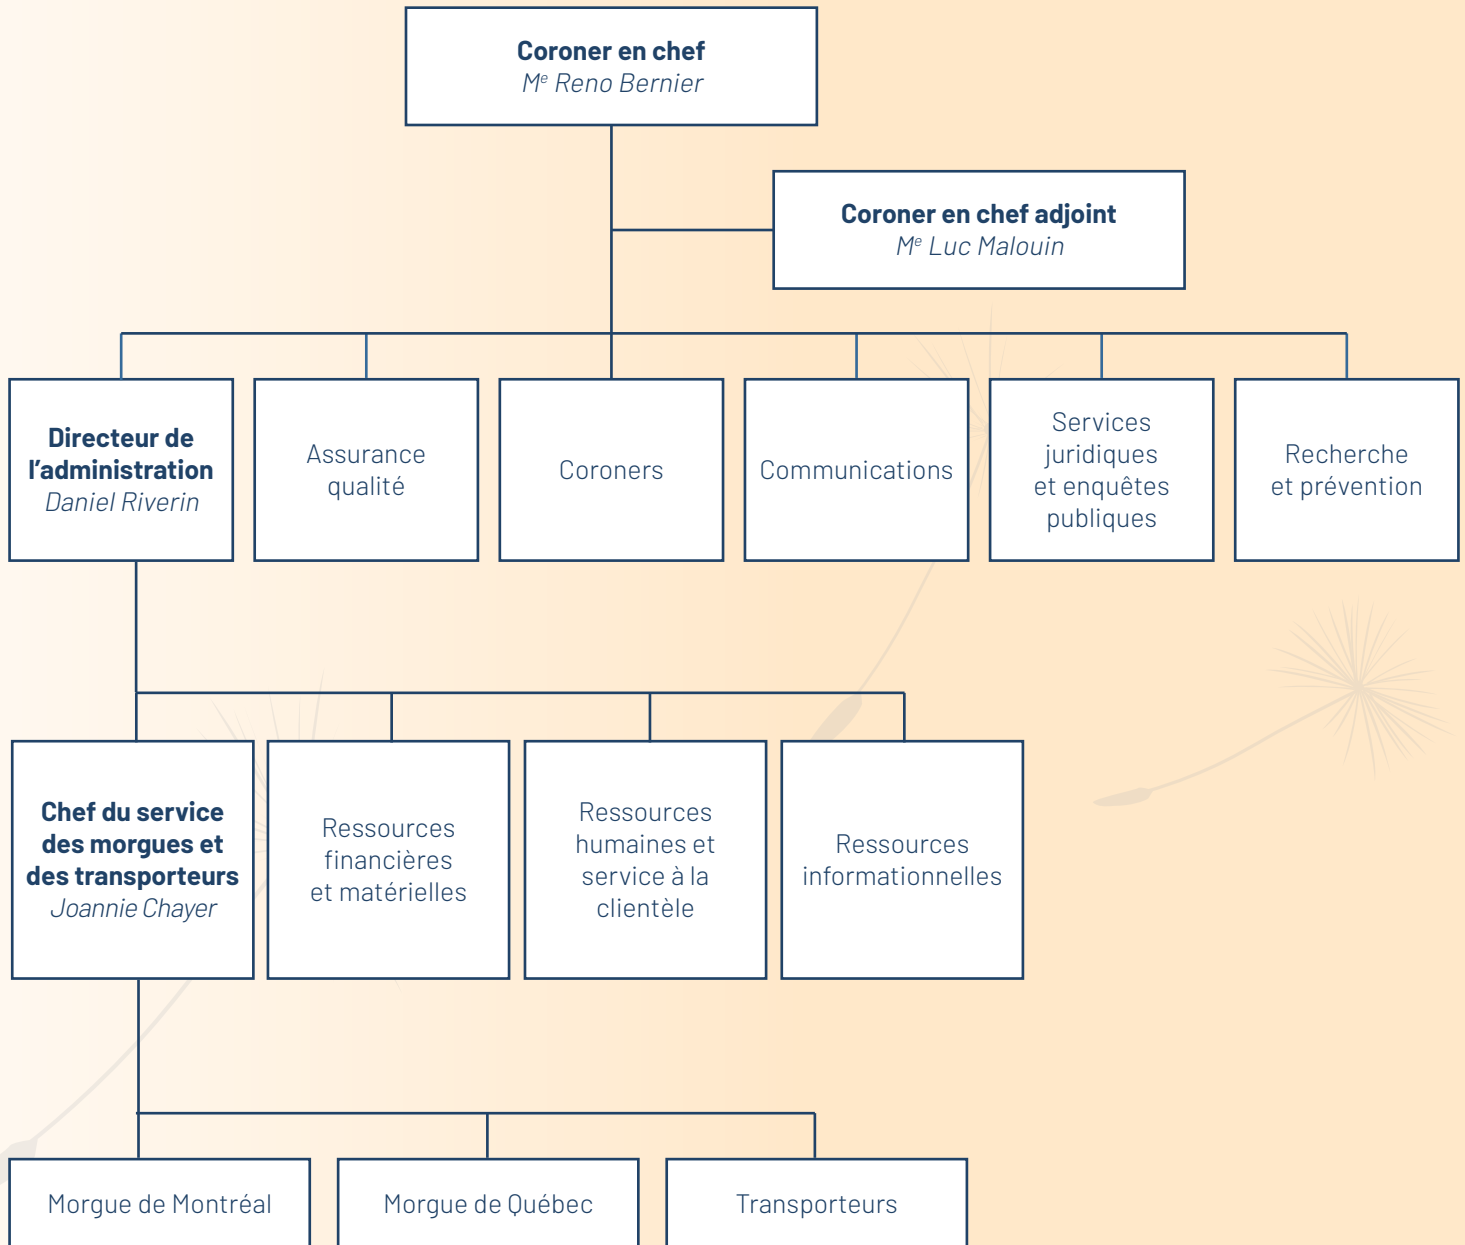 Coroner en chef
Mᵉ Reno Bernier
Coroner en chef adjoint
Mᵉ Luc Malouin
Directeur de
l’administration
Daniel Riverin
Assurance
qualité
Coroners
Communications
Services
juridiques
et enquêtes
publiques
Recherche
et prévention
Chef du service
des morgues et
des transporteurs
Joannie Chayer
Ressources
financières
et matérielles
Ressources
humaines et
service à la
clientèle
Ressources
informationnelles
Morgue de Montréal
Morgue de Québec
Transporteurs